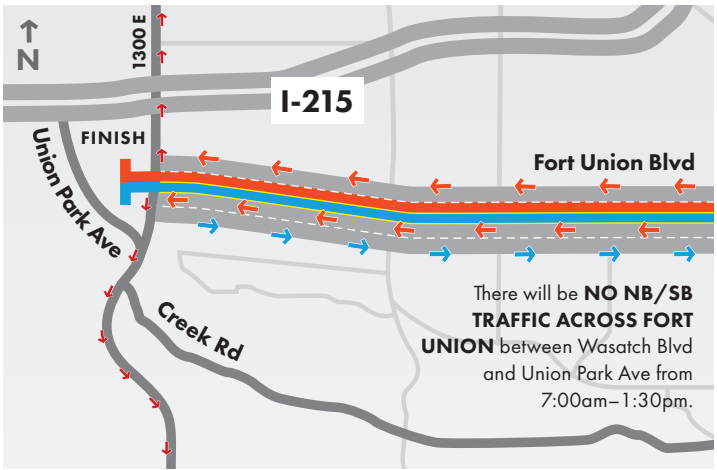 N
1300 E
I-215
Union Park Ave
FINISH
Fort Union Blvd
Creek Rd
There will be NO NB/SB
TRAFFIC ACROSS FORT
UNION between Wasatch Blvd
and Union Park Ave from
7:00am–1:30pm.